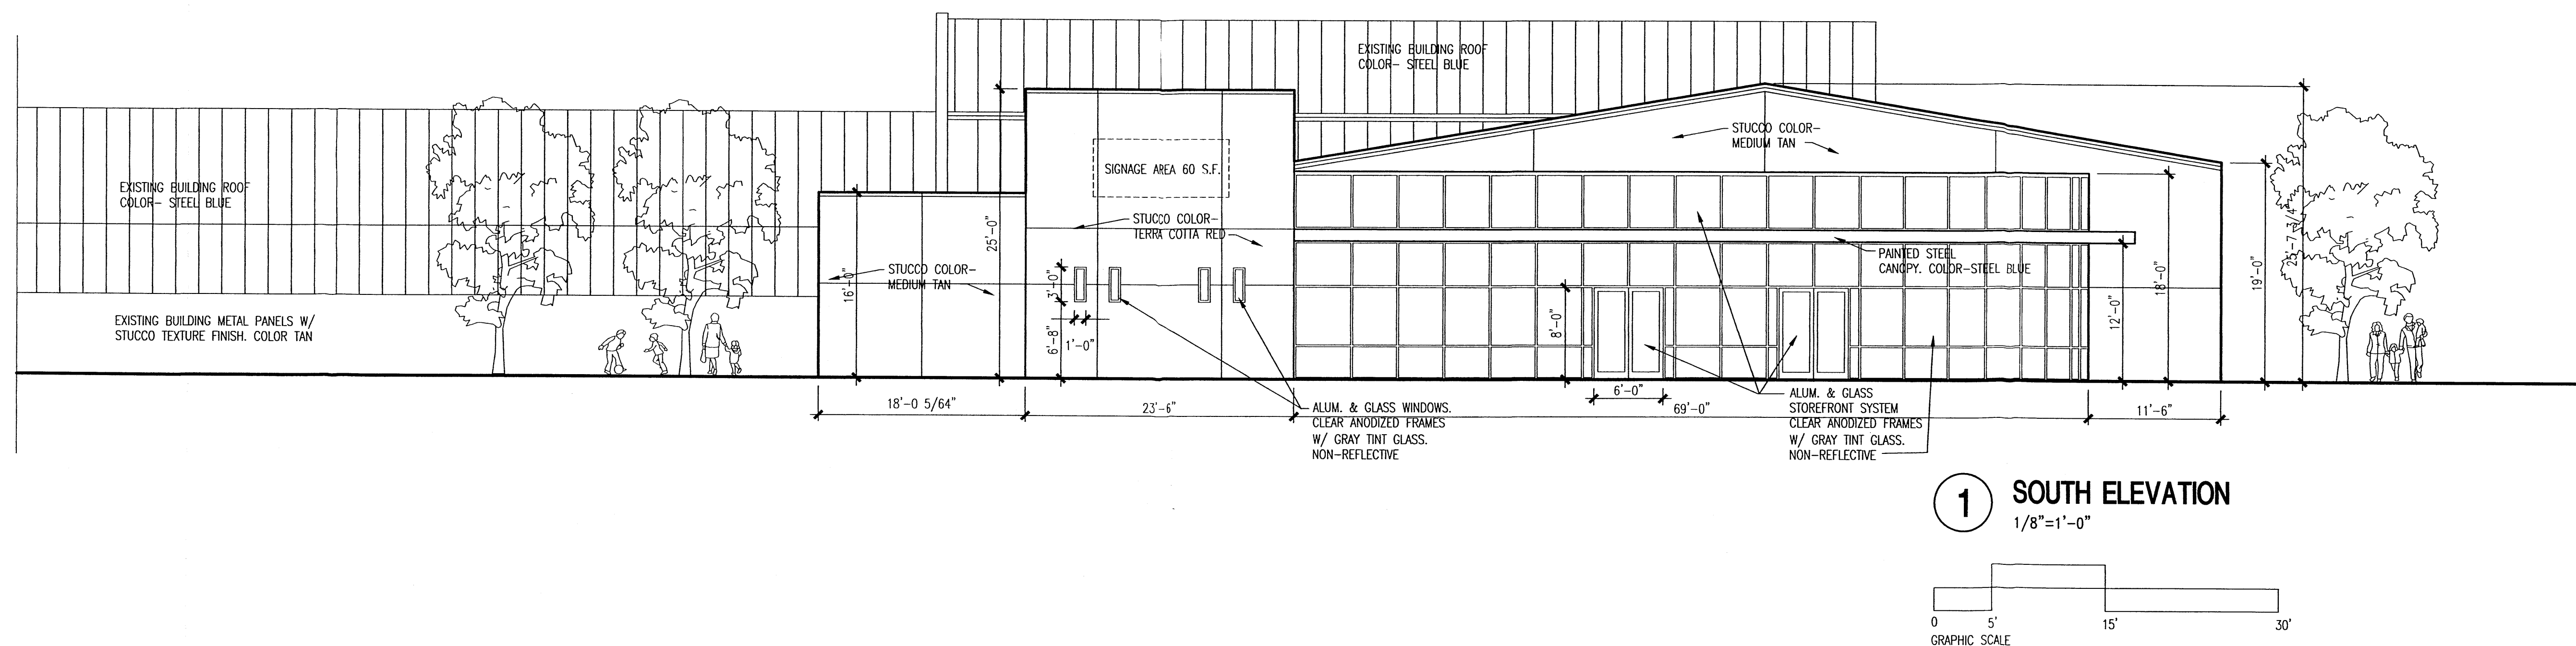 EXISTING BUILDING ROOF
COLOR- STEEL BLUE
EXISTING BUILDING ROOF
COLOR- STEEL BLUE
EXISTING BUILDING METAL PANELS W/
STUCCO TEXTURE FINISH. COLOR TAN
SIGNAGE AREA 60 S.F.
STUCCO COLOR-
TERRA COTTA RED
STUCCO COLOR-
MEDIUM TAN
STUCCO COLOR-
MEDIUM TAN
PAINTED STEEL
CANOPY. COLOR-STEEL BLUE
16'-0"
25'-0"
3'-0"
6'-8"
1'-0"
8'-0"
12'-0"
18'-0"
19'-0"
25'-7 3/4"
18'-0 5/64"
23'-6"
6'-0"
69'-0"
11'-6"
ALUM. & GLASS WINDOWS.
CLEAR ANODIZED FRAMES
W/ GRAY TINT GLASS.
NON-REFLECTIVE
ALUM. & GLASS
STOREFRONT SYSTEM
CLEAR ANODIZED FRAMES
W/ GRAY TINT GLASS.
NON-REFLECTIVE
1
SOUTH ELEVATION
1/8"=1'-0"
0 5' 15' 30'
GRAPHIC SCALE